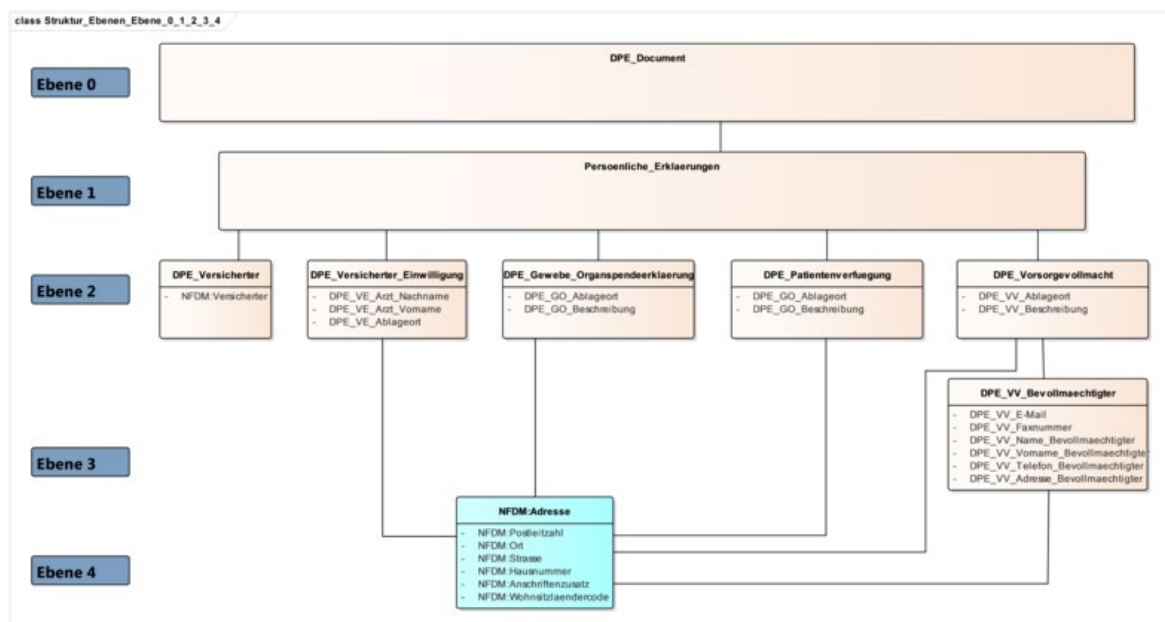 class Struktur_Ebenen_Ebene_0_1_2_3_4
Ebene 0
DPE_Document
Ebene 1
Persoenliche_Erklaerungen
Ebene 2
DPE_Versicherter
- NFDM:Versicherter
DPE_Versicherter_Einwilligung
- DPE_VE_Arzt_Nachname
- DPE_VE_Arzt_Vorname
- DPE_VE_Ablageort
DPE_Gewebe_Organspendeerklaerung
- DPE_GO_Ablageort
- DPE_GO_Beschreibung
DPE_Patientenverfuegung
- DPE_GO_Ablageort
- DPE_GO_Beschreibung
DPE_Vorsorgevollmacht
- DPE_VV_Ablageort
- DPE_VV_Beschreibung
DPE_VV_Bevollmaechtigter
- DPE_VV_E-Mail
- DPE_VV_Faxnummer
- DPE_VV_Name_Bevollmaechtigter
- DPE_VV_Vorname_Bevollmaechtigte
- DPE_VV_Telefon_Bevollmaechtigter
- DPE_VV_Adresse_Bevollmaechtigter
Ebene 3
NFDM:Adresse
- NFDM:Postleitzahl
- NFDM:Ort
- NFDM:Strasse
- NFDM:Hausnummer
- NFDM:Anschriftenzusatz
- NFDM:Wohnsitzlaendercode
Ebene 4